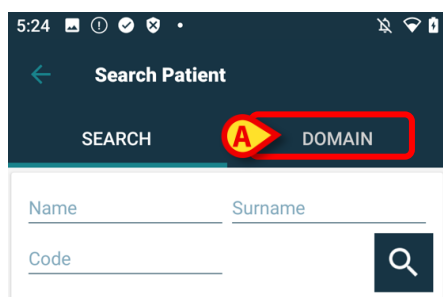 5:24
Search Patient
SEARCH A DOMAIN
Name Surname
Code